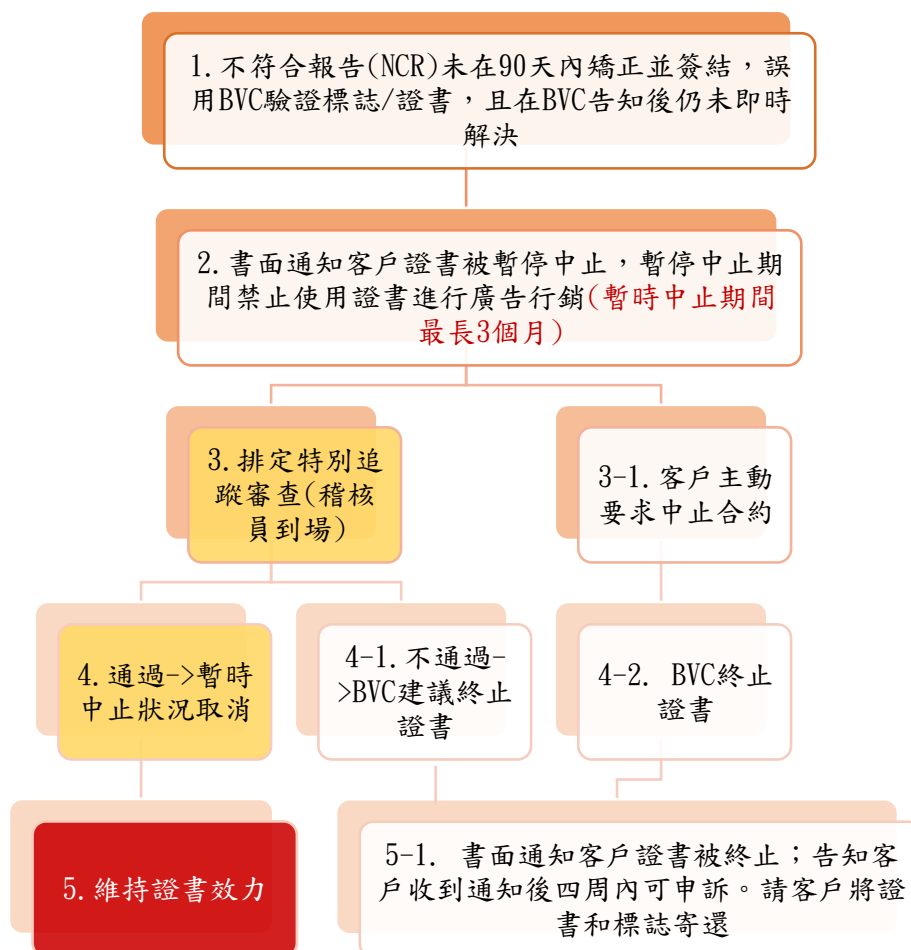 1.不符合報告(NCR)未在90天內矯正並簽結，誤
用BVC驗證標誌/證書，且在BVC告知後仍未即時
解決
2.書面通知客戶證書被暫停中止，暫停中止期
間禁止使用證書進行廣告行銷(暫時中止期間
最長3個月)
3.排定特別追
蹤審查(稽核
員到場)
3-1.客戶主動
要求中止合約
4.通過->暫時
中止狀況取消
4-1.不通過-
>BVC建議終止
證書
4-2. BVC終止
證書
5.維持證書效力
5-1. 書面通知客戶證書被終止；告知客
戶收到通知後四周內可申訴。請客戶將證
書和標誌寄還